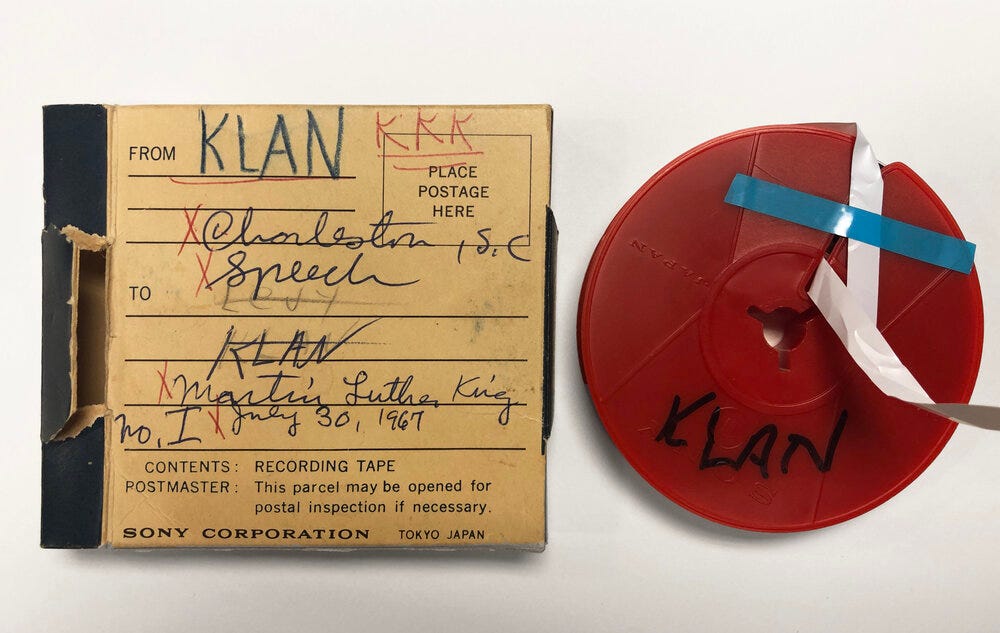 FROM KLAN KKK
PLACE
POSTAGE
HERE
X Charleston, S.C
X Speech
TO
KLAN
X Martin Luther King
No, I X July 30, 1967
CONTENTS: RECORDING TAPE
POSTMASTER: This parcel may be opened for
postal inspection if necessary.
SONY CORPORATION TOKYO JAPAN
JAPAN
KLAN